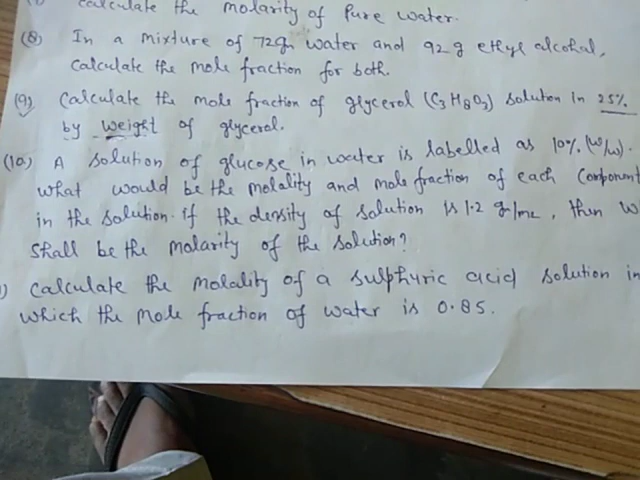 calculate the molarity of Pure water.
(8) In a mixture of 72g water and 92 g ethyl alcohal,
calculate the mole fraction for both.
(9) Calculate the mole fraction of glycerol (C3H8O3) solution in 25%
by weight of glycerol.
(10) A solution of glucose in water is labelled as 10% (w/w).
what would be the molality and mole fraction of each component
in the solution. if the density of solution is 1.2 g/mL, then
shall be the molarity of the solution?
) Calculate the molality of a sulphuric acid solution in
which the mole fraction of water is 0.85.